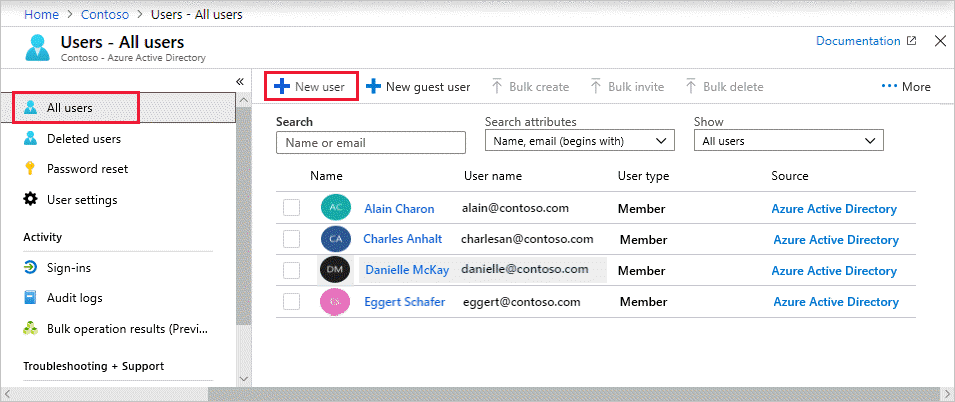 Home > Contoso > Users - All users
Users - All users
Contoso - Azure Active Directory
Documentation
«
All users
Deleted users
Password reset
User settings
Activity
Sign-ins
Audit logs
Bulk operation results (Previ...
Troubleshooting + Support
New user New guest user Bulk create Bulk invite Bulk delete ••• More
Search Search attributes Show
Name or email Name, email (begins with) All users
Name User name User type Source
AC Alain Charon alain@contoso.com Member Azure Active Directory
CA Charles Anhalt charlesan@contoso.com Member Azure Active Directory
DM Danielle McKay danielle@contoso.com Member Azure Active Directory
ES Eggert Schafer eggert@contoso.com Member Azure Active Directory